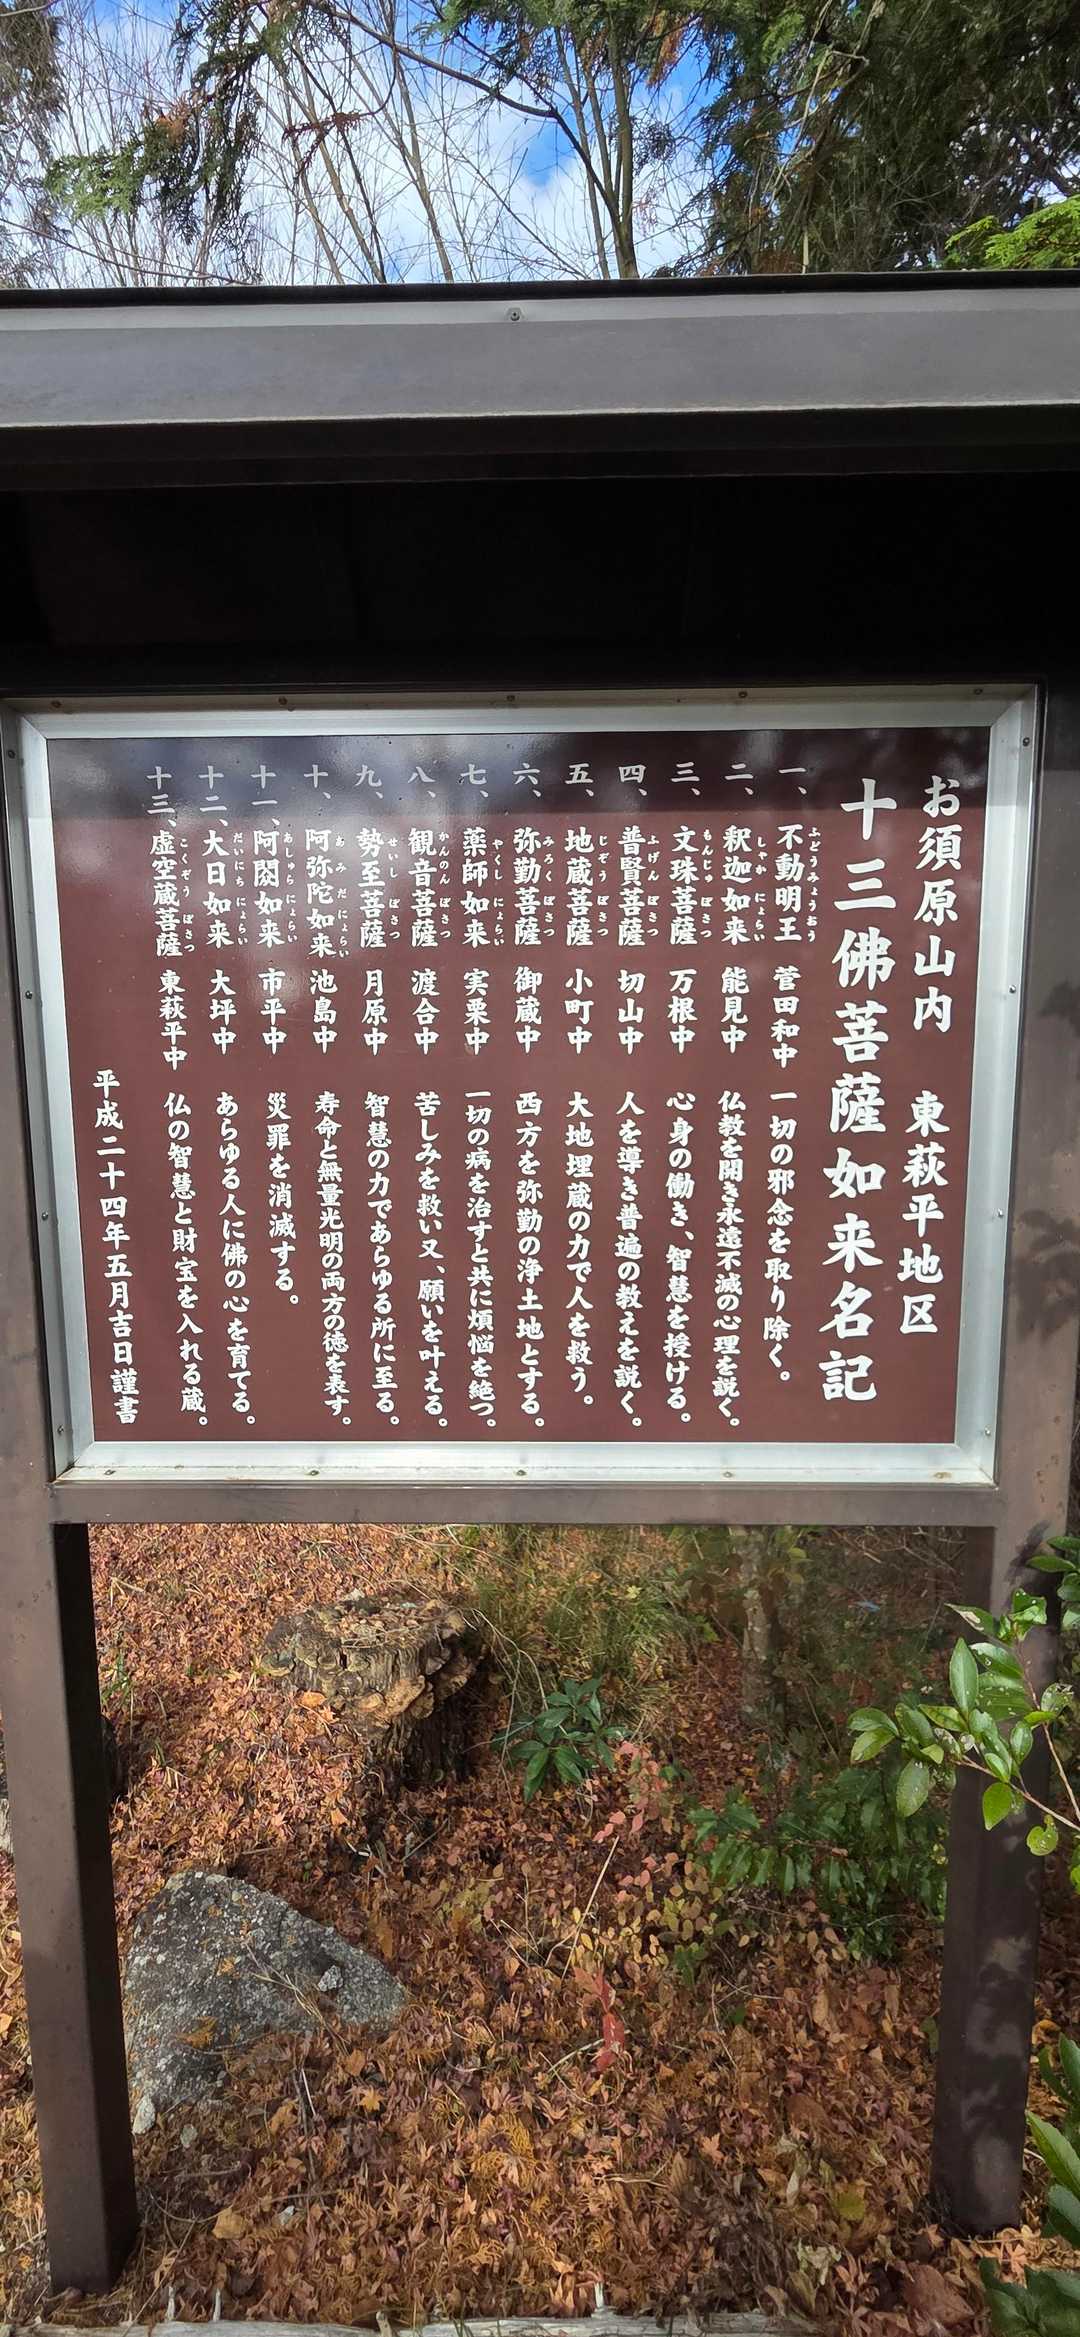 お須原山内 東萩平地区
十三佛菩薩如来名記
一、不動明王 菅田和中 一切の邪念を取り除く。
二、釈迦如来 能見中 仏教を開き永遠不滅の心理を説く。
三、文珠菩薩 万根中 心身の働き、智慧を授ける。
四、普賢菩薩 切山中 人を導き普遍の教えを説く。
五、地蔵菩薩 小町中 大地埋蔵の力で人を救う。
六、弥勤菩薩 御蔵中 西方を弥勤の浄土地とする。
七、薬師如来 実栗中 一切の病を治すと共に煩悩を絶つ。
八、観音菩薩 渡合中 苦しみを救い又、願いを叶える。
九、勢至菩薩 月原中 智慧の力であらゆる所に至る。
十、阿弥陀如来 池島中 寿命と無量光明の両方の徳を表す。
十一、阿閦如来 市平中 災罪を消滅する。
十二、大日如来 大坪中 あらゆる人に佛の心を育てる。
十三、虚空蔵菩薩 東萩平中 仏の智慧と財宝を入れる蔵。
平成二十四年五月吉日謹書